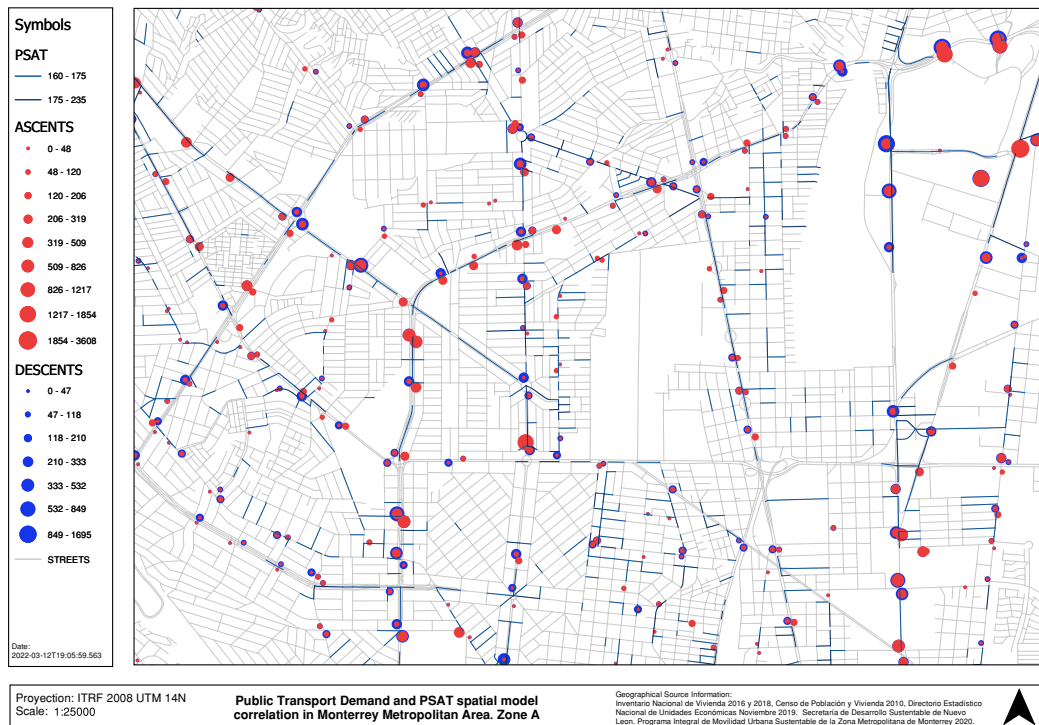 Symbols
PSAT
160 - 175
175 - 235
ASCENTS
0 - 48
48 - 120
120 - 206
206 - 319
319 - 509
509 - 826
826 - 1217
1217 - 1854
1854 - 3608
DESCENTS
0 - 47
47 - 118
118 - 210
210 - 333
333 - 532
532 - 849
849 - 1695
STREETS
Date:
2022-03-12T19:05:59.563
Proyection: ITRF 2008 UTM 14N
Scale: 1:25000
Public Transport Demand and PSAT spatial model
correlation in Monterrey Metropolitan Area. Zone A
Geographical Source Information:
Inventario Nacional de Vivienda 2016 y 2018, Censo de Población y Vivienda 2010, Directorio Estadístico
Nacional de Unidades Económicas Noviembre 2019. Secretaría de Desarrollo Sustentable de Nuevo
Leon. Programa Integral de Movilidad Urbana Sustentable de la Zona Metropolitana de Monterrey 2020.